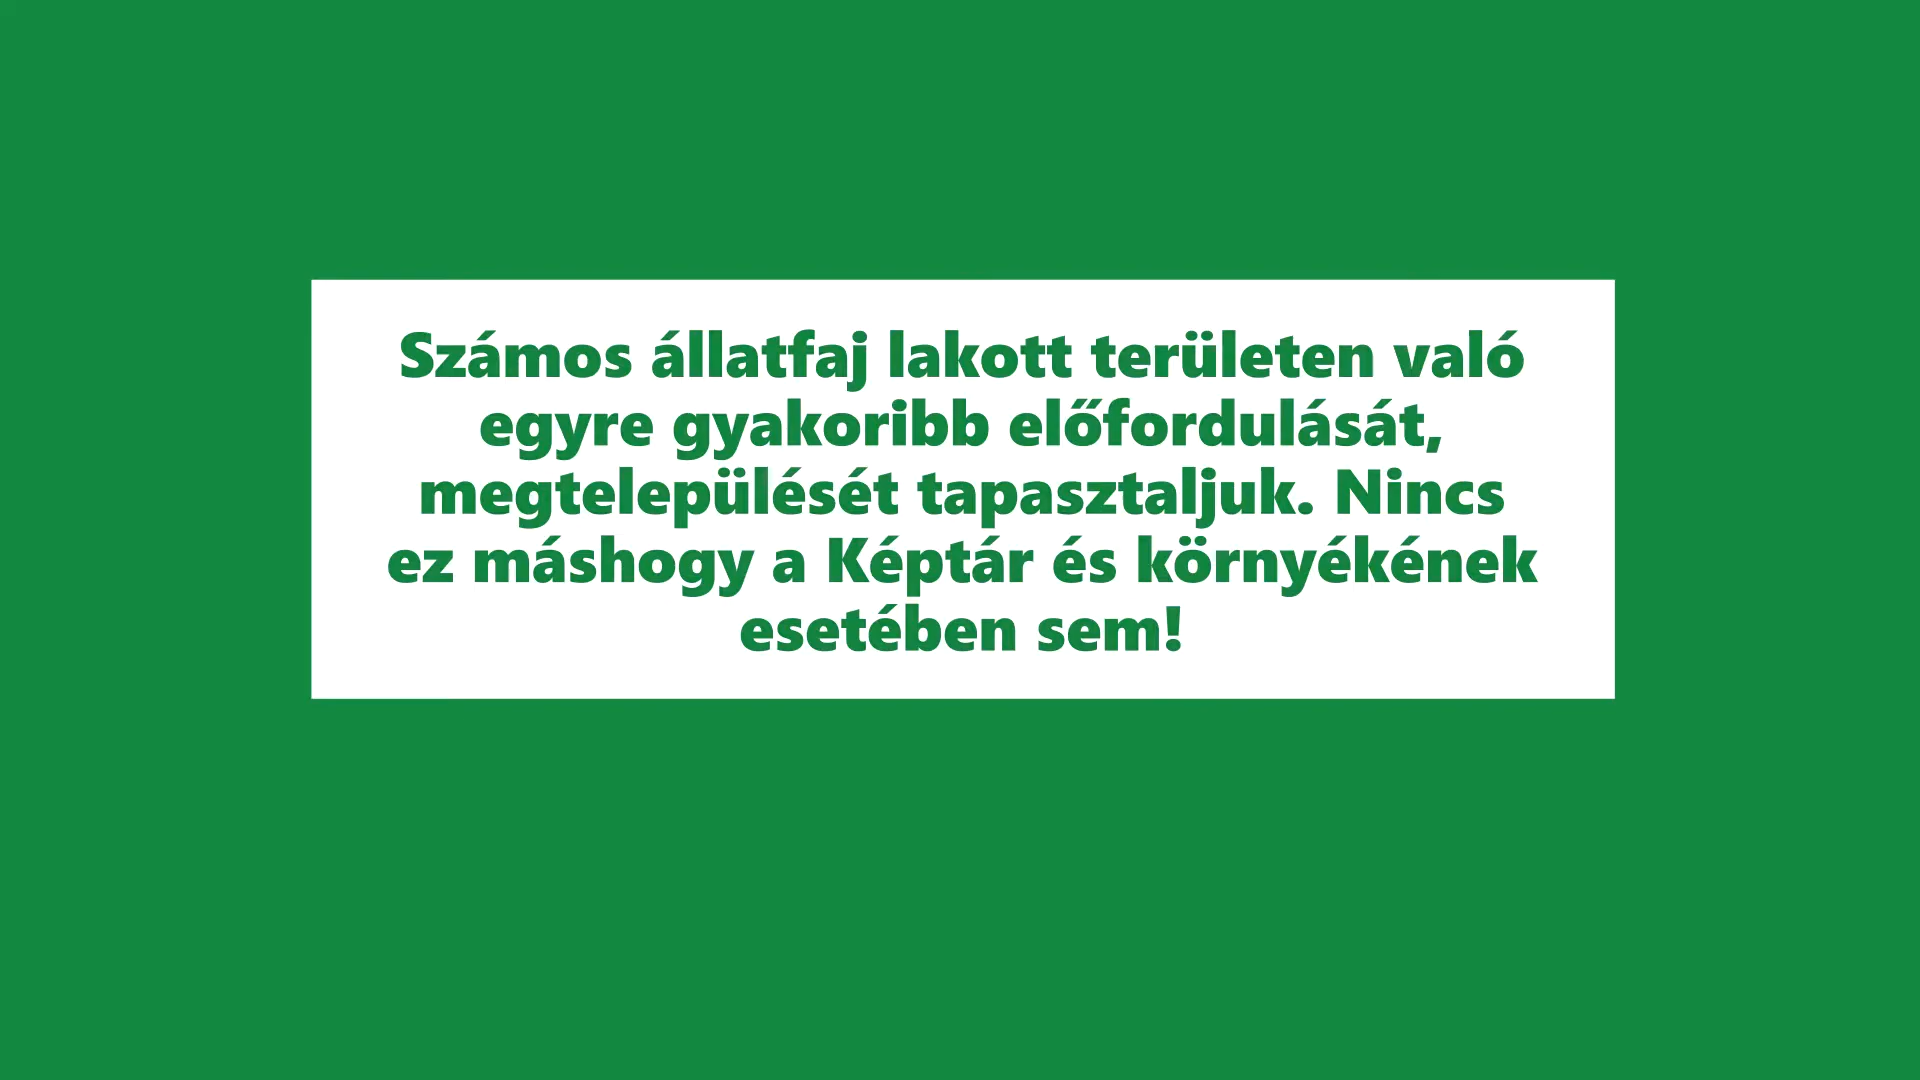 Számos állatfaj lakott területen való
egyre gyakoribb előfordulását,
megtelepülését tapasztaljuk. Nincs
ez máshogy a Képtár és környékének
esetében sem!